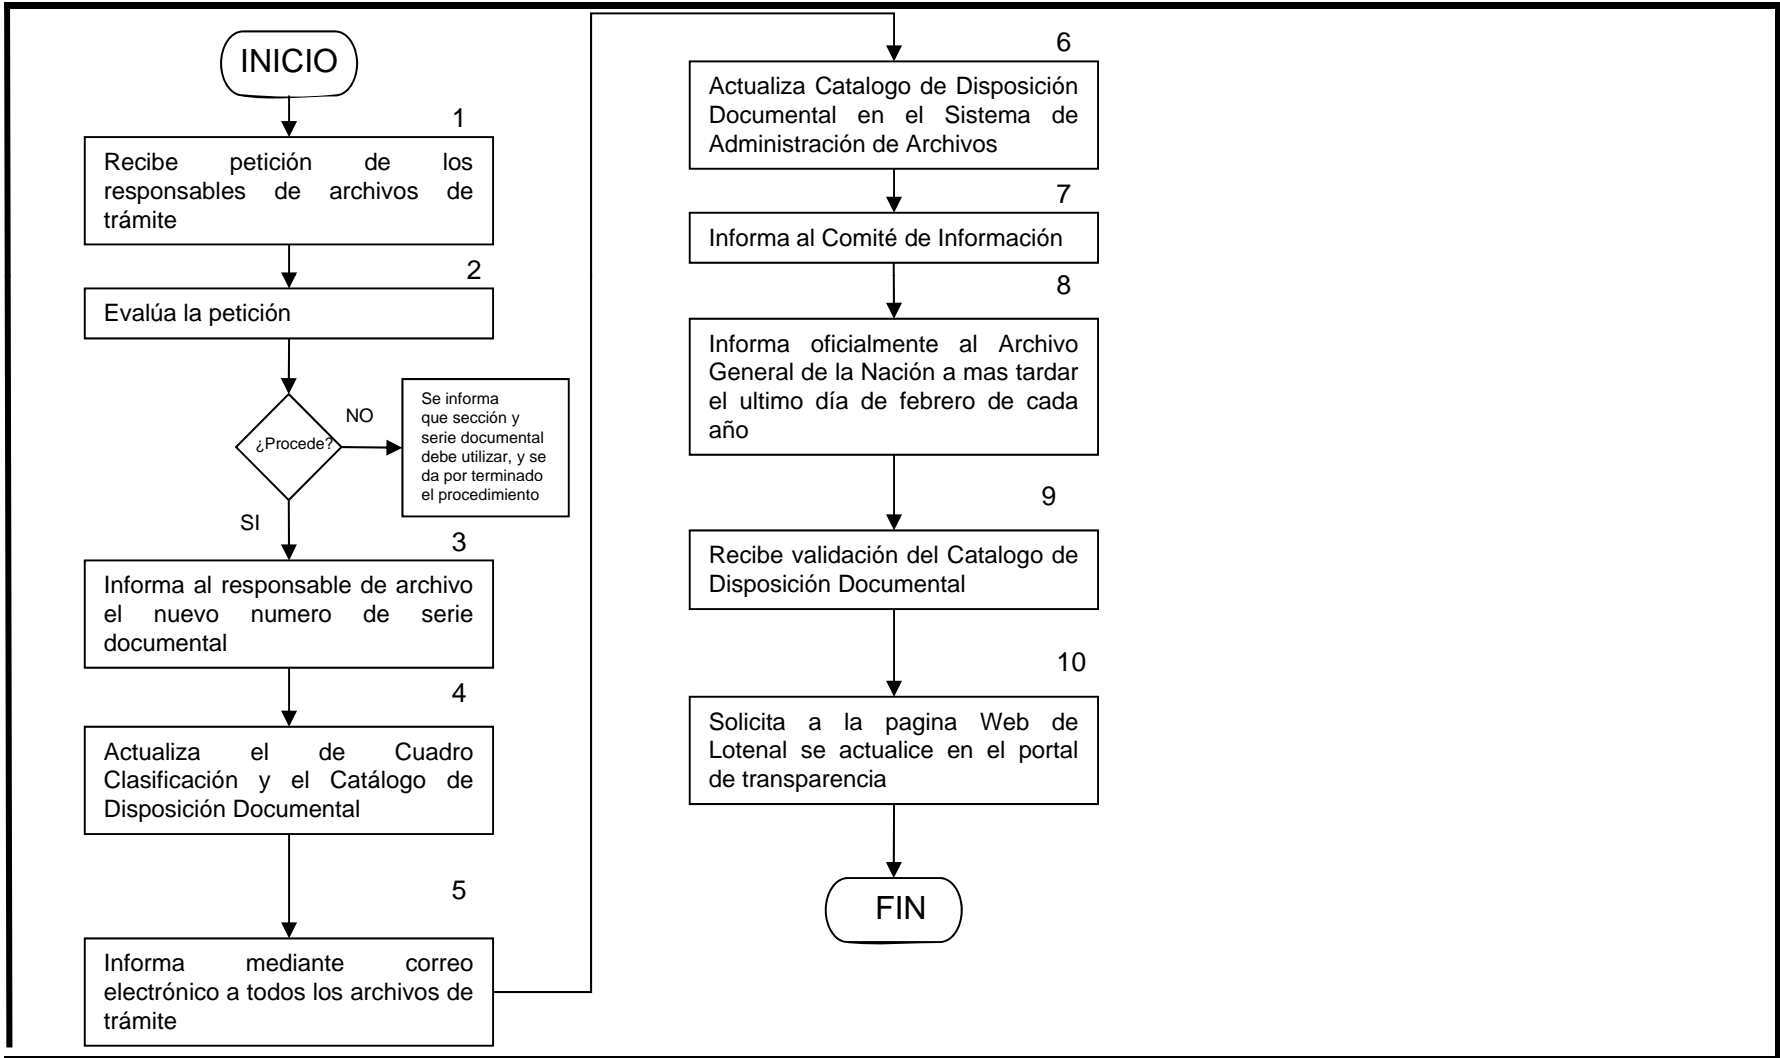 INICIO
1
Recibe petición de los
responsables de archivos de
trámite
2
Evalúa la petición
¿Procede?
NO
Se informa
que sección y
serie documental
debe utilizar, y se
da por terminado
el procedimiento
SI
3
Informa al responsable de archivo
el nuevo numero de serie
documental
4
Actualiza el de Cuadro
Clasificación y el Catálogo de
Disposición Documental
5
Informa mediante correo
electrónico a todos los archivos de
trámite
6
Actualiza Catalogo de Disposición
Documental en el Sistema de
Administración de Archivos
7
Informa al Comité de Información
8
Informa oficialmente al Archivo
General de la Nación a mas tardar
el ultimo día de febrero de cada
año
9
Recibe validación del Catalogo de
Disposición Documental
10
Solicita a la pagina Web de
Lotenal se actualice en el portal
de transparencia
FIN